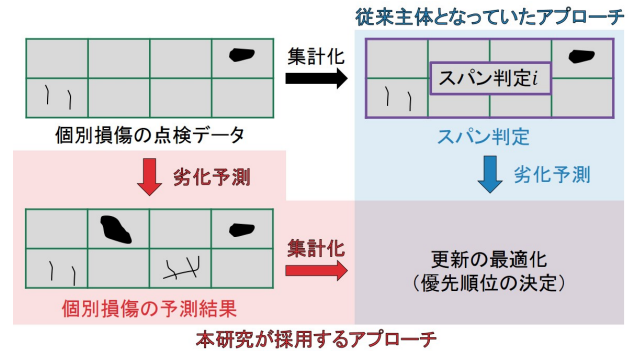 従来主体となっていたアプローチ
集計化
スパン判定i
個別損傷の点検データ
スパン判定
劣化予測
劣化予測
集計化
更新の最適化
(優先順位の決定)
個別損傷の予測結果
本研究が採用するアプローチ